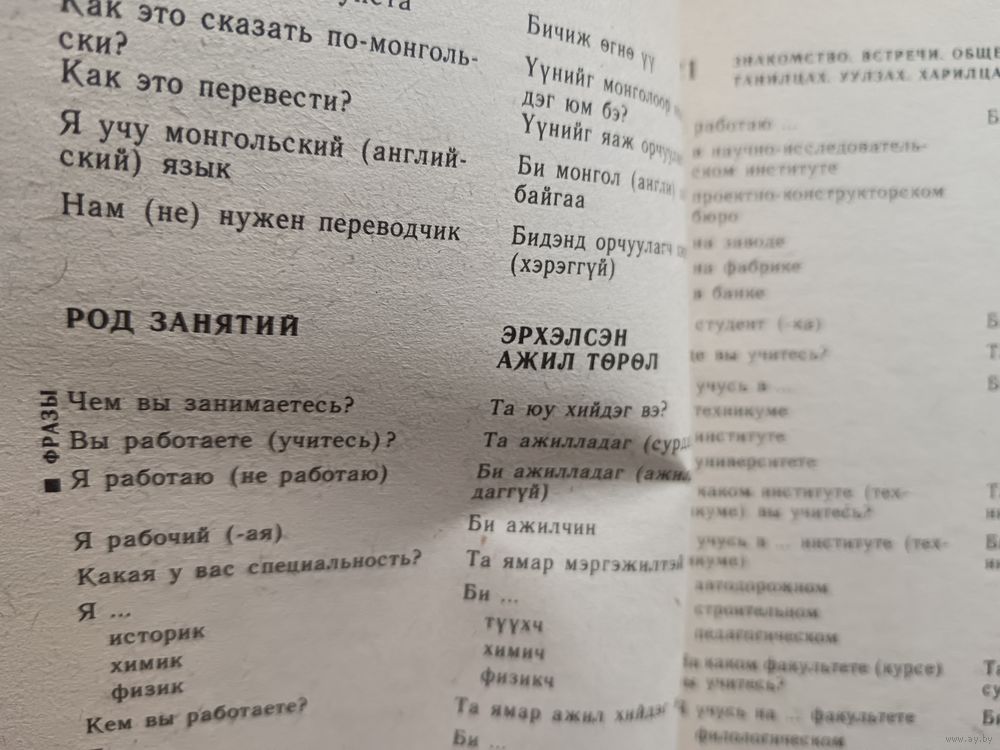 Как это сказать по-монголь-
ски?
Как это перевести?
Я учу монгольский (англий-
ский) язык
Нам (не) нужен переводчик
Бичиж өгнө үү
Үүнийг монголоор
дэг юм бэ?
Үүнийг яаж
Би монгол (англи)
байгаа
Бидэнд орчуулагч
(хэрэггүй)
РОД ЗАНЯТИЙ
ЭРХЭЛСЭН
АЖИЛ ТӨРӨЛ
ФРАЗЫ
Чем вы занимаетесь?
Та юу хийдэг вэ?
Вы работаете (учитесь)?
Та ажилладаг
Я работаю (не работаю)
Би ажилладаг
даггүй)
Я рабочий (-ая)
Би ажилчин
Какая у вас специальность?
Та ямар мэргэжилтэй
Я ...
Би ...
историк
түүхч
химик
химич
физик
физикч
Кем вы работаете?
Та ямар ажил хийдэг
Би ...
ЗНАКОМСТВО. ВСТРЕЧИ.
ТАНИЛЦАХ. УУЛЗАХ.
работаю ...
в научно-исследователь-
ском институте
проектно-конструкторском
бюро
на заводе
на фабрике
в банке
студент (-ка)
вы учитесь?
учусь в ...
техникуме
институте
университете
каком институте (тех-
вы учитесь?
учусь в ... институте (тех-
автодорожном
строительном
педагогическом
На каком факультете (курсе)
учитесь?
учусь на ... факультете
филологическом
www.ay.by